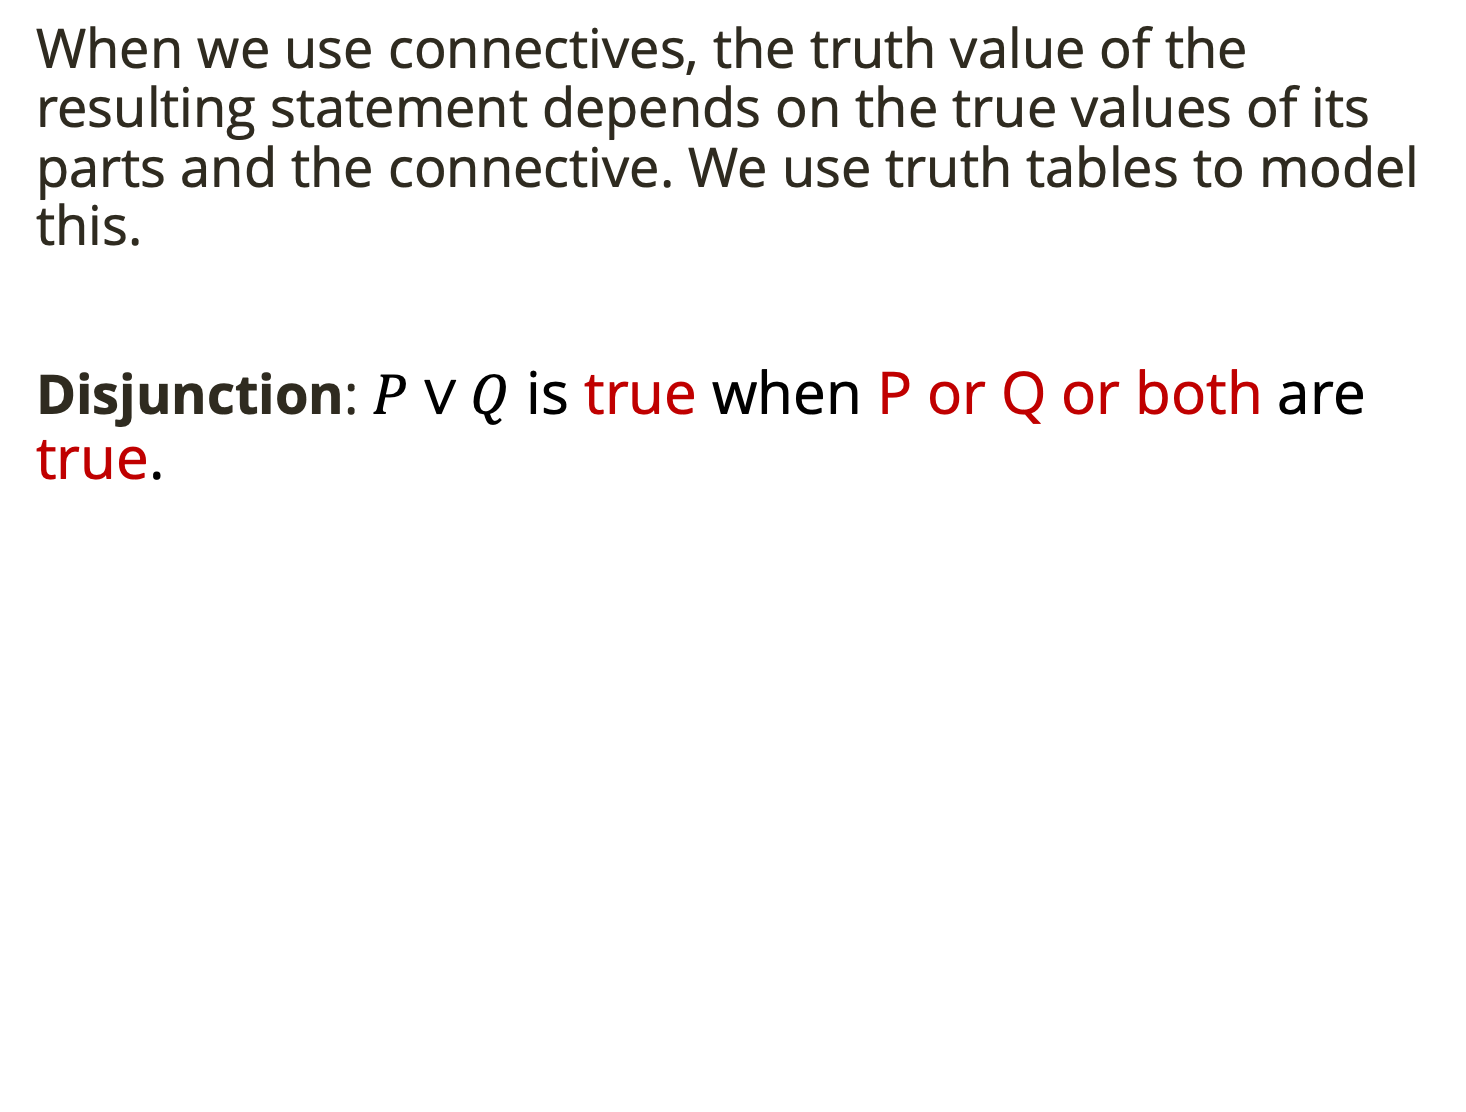 When we use connectives, the truth value of the
resulting statement depends on the true values of its
parts and the connective. We use truth tables to model
this.
Disjunction: 𝑃 ∨ 𝑄 is true when P or Q or both are
true.